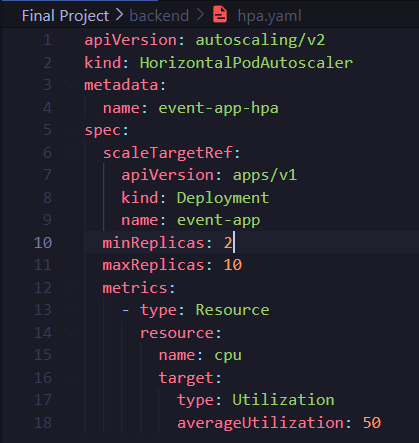 Final Project > backend > hpa.yaml
1 apiVersion: autoscaling/v2
2 kind: HorizontalPodAutoscaler
3 metadata:
4   name: event-app-hpa
5 spec:
6   scaleTargetRef:
7     apiVersion: apps/v1
8     kind: Deployment
9     name: event-app
10   minReplicas: 2
11   maxReplicas: 10
12   metrics:
13     - type: Resource
14       resource:
15         name: cpu
16         target:
17           type: Utilization
18           averageUtilization: 50